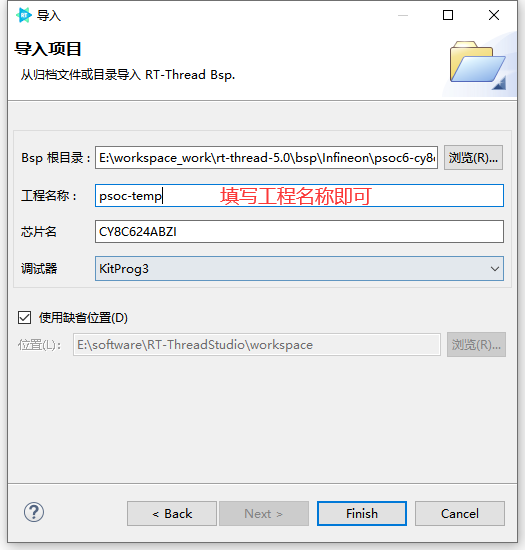 导入
导入项目
从归档文件或目录导入 RT-Thread Bsp.
Bsp 根目录： E:\workspace_work\rt-thread-5.0\bsp\Infineon\psoc6-cy8 浏览(R)...
工程名称： psoc-temp 填写工程名称即可
芯片名 CY8C624ABZI
调试器 KitProg3
使用缺省位置(D)
位置(L)： E:\software\RT-ThreadStudio\workspace 浏览(R)...
? < Back Next > Finish Cancel